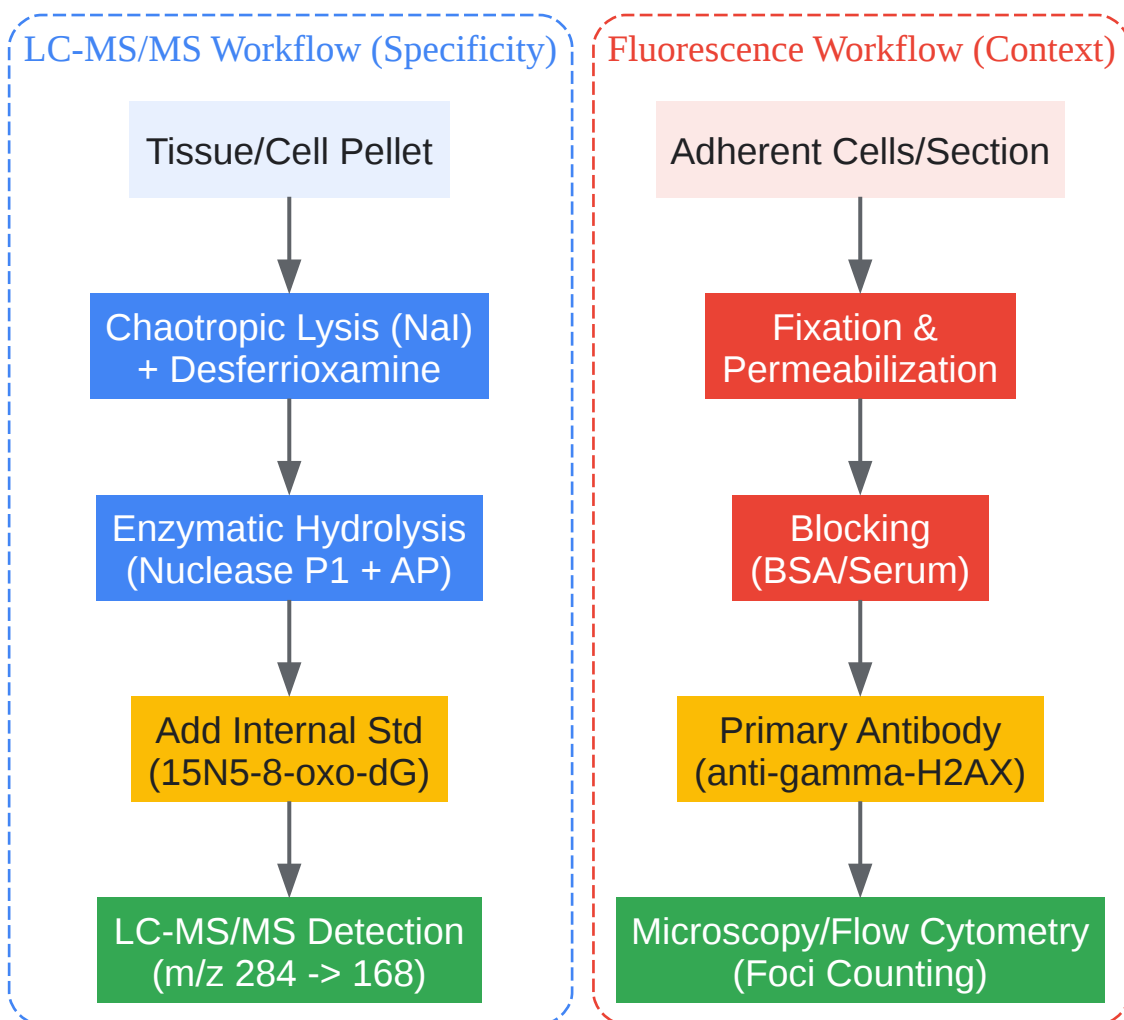 LC-MS/MS Workflow (Specificity)
Tissue/Cell Pellet
Chaotropic Lysis (NaI)
+ Desferrioxamine
Enzymatic Hydrolysis
(Nuclease P1 + AP)
Add Internal Std
(15N5-8-oxo-dG)
LC-MS/MS Detection
(m/z 284 -> 168)
Fluorescence Workflow (Context)
Adherent Cells/Section
Fixation &
Permeabilization
Blocking
(BSA/Serum)
Primary Antibody
(anti-gamma-H2AX)
Microscopy/Flow Cytometry
(Foci Counting)